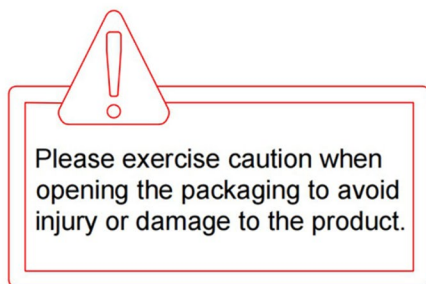 Please exercise caution when
opening the packaging to avoid
injury or damage to the product.